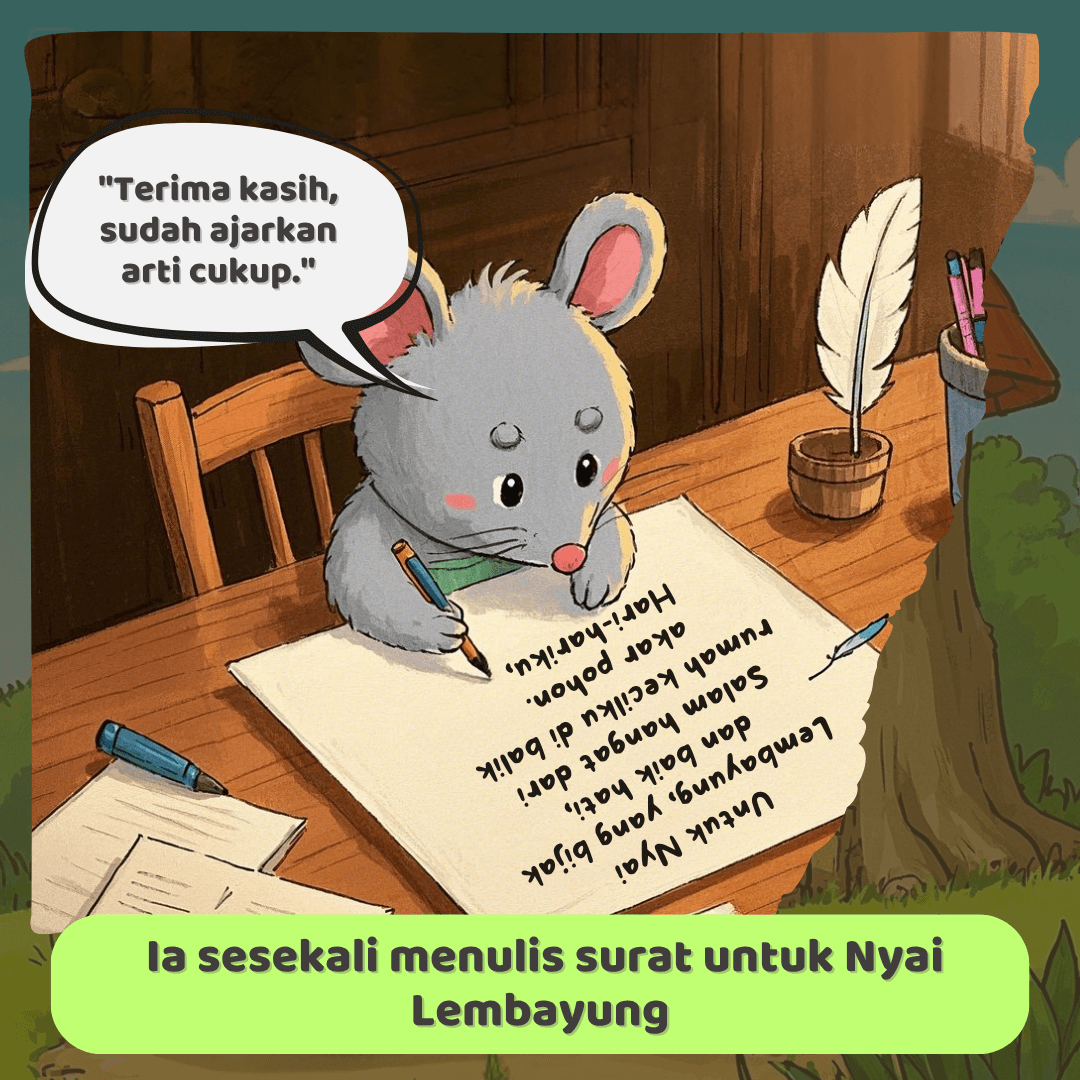 "Terima kasih,
sudah ajarkan
arti cukup."
Untuk Nyai
Lembayung, yang bijak
dan baik hati,
Salam hangat dari
rumah kecilku di balik
akar pohon.
Hari-hariku,
Ia sesekali menulis surat untuk Nyai
Lembayung